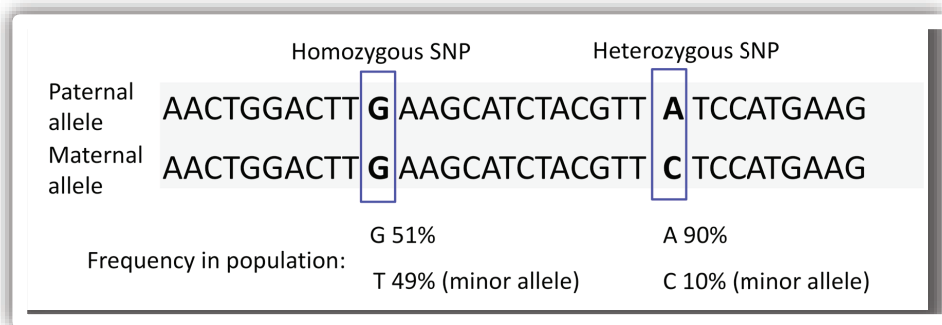 Homozygous SNP Heterozygous SNP
Paternal allele AACTGGACTT G AAGCATCTACGTT A TCCATGAAG
Maternal allele AACTGGACTT G AAGCATCTACGTT C TCCATGAAG
G 51% A 90%
Frequency in population:
T 49% (minor allele) C 10% (minor allele)